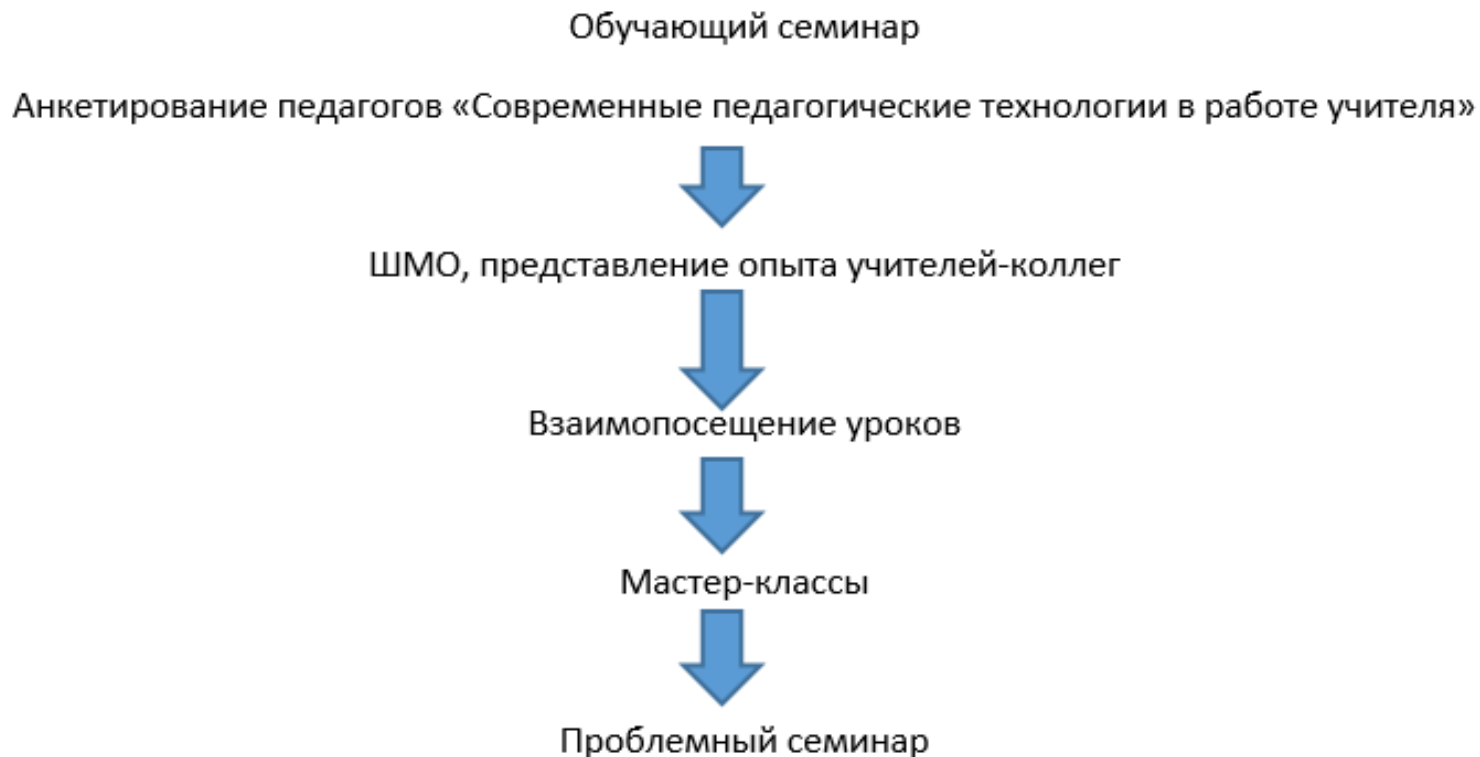 Обучающий семинар
Анкетирование педагогов «Современные педагогические технологии в работе учителя»
ШМО, представление опыта учителей-коллег
Взаимопосещение уроков
Мастер-классы
Проблемный семинар